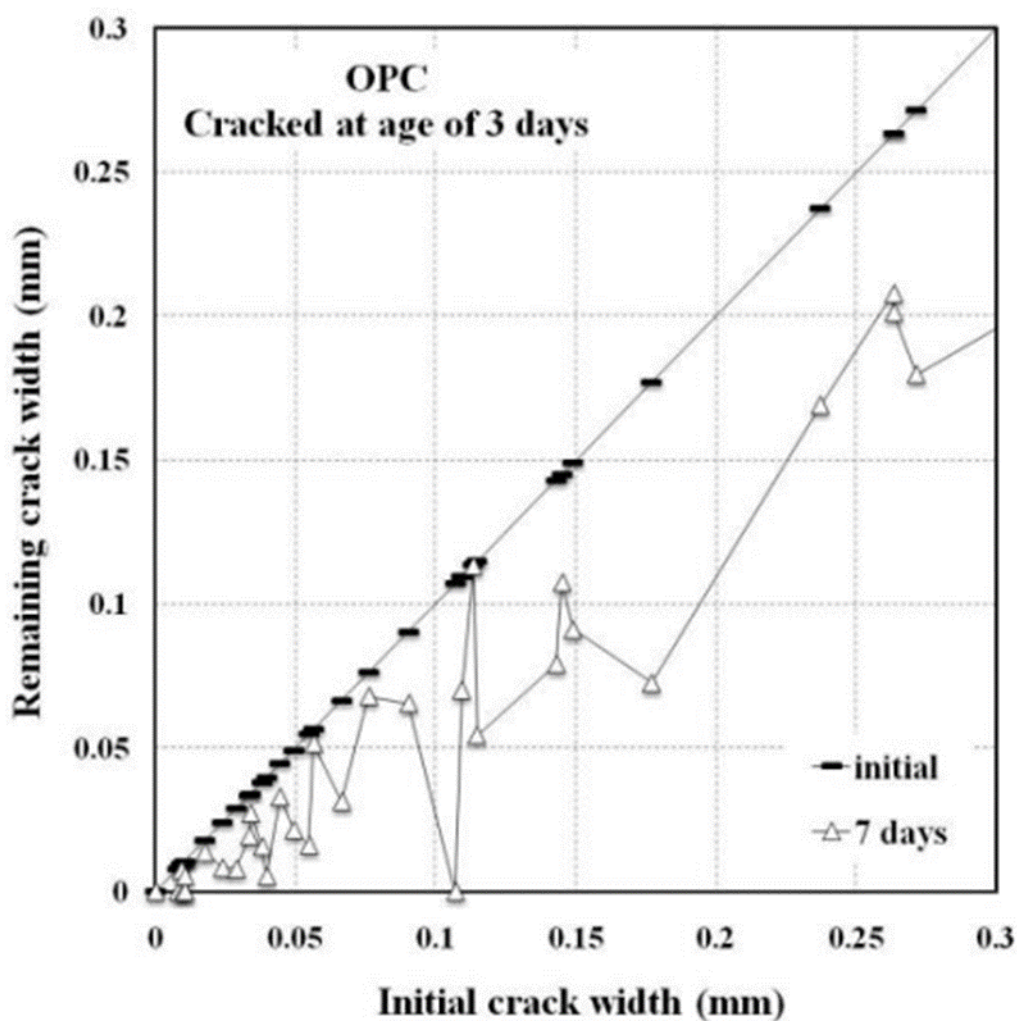 OPC
Cracked at age of 3 days
0.3
0.25
0.2
0.15
0.1
0.05
0
Remaining crack width (mm)
initial
7 days
0 0.05 0.1 0.15 0.2 0.25 0.3
Initial crack width (mm)